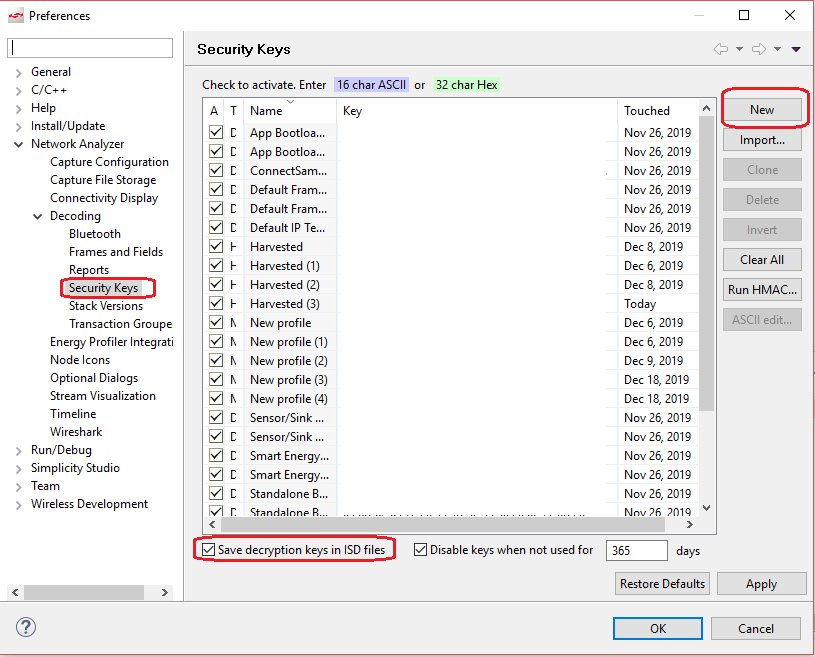 Preferences
Security Keys
General
C/C++
Help
Install/Update
Network Analyzer
Capture Configuration
Capture File Storage
Connectivity Display
Decoding
Bluetooth
Frames and Fields
Reports
Security Keys
Stack Versions
Transaction Groupe
Energy Profiler Integrati
Node Icons
Optional Dialogs
Stream Visualization
Timeline
Wireshark
Run/Debug
Simplicity Studio
Team
Wireless Development
Check to activate. Enter 16 char ASCII or 32 char Hex
A T Name Key Touched
D App Bootloa... Nov 26, 2019
D App Bootloa... Nov 26, 2019
D ConnectSam... Nov 26, 2019
D Default Fram... Nov 26, 2019
D Default Fram... Nov 26, 2019
D Default IP Te... Nov 26, 2019
H Harvested Dec 8, 2019
H Harvested (1) Dec 6, 2019
H Harvested (2) Dec 8, 2019
H Harvested (3) Today
N New profile Dec 6, 2019
N New profile (1) Dec 6, 2019
N New profile (2) Dec 9, 2019
N New profile (3) Dec 18, 2019
N New profile (4) Dec 18, 2019
D Sensor/Sink ... Nov 26, 2019
D Sensor/Sink ... Nov 26, 2019
D Smart Energy... Nov 26, 2019
D Smart Energy... Nov 26, 2019
D Standalone B... Nov 26, 2019
D Standalone B... Nov 26, 2019
New
Import...
Clone
Delete
Invert
Clear All
Run HMAC...
ASCII edit...
Save decryption keys in ISD files
Disable keys when not used for 365 days
Restore Defaults
Apply
?
OK
Cancel